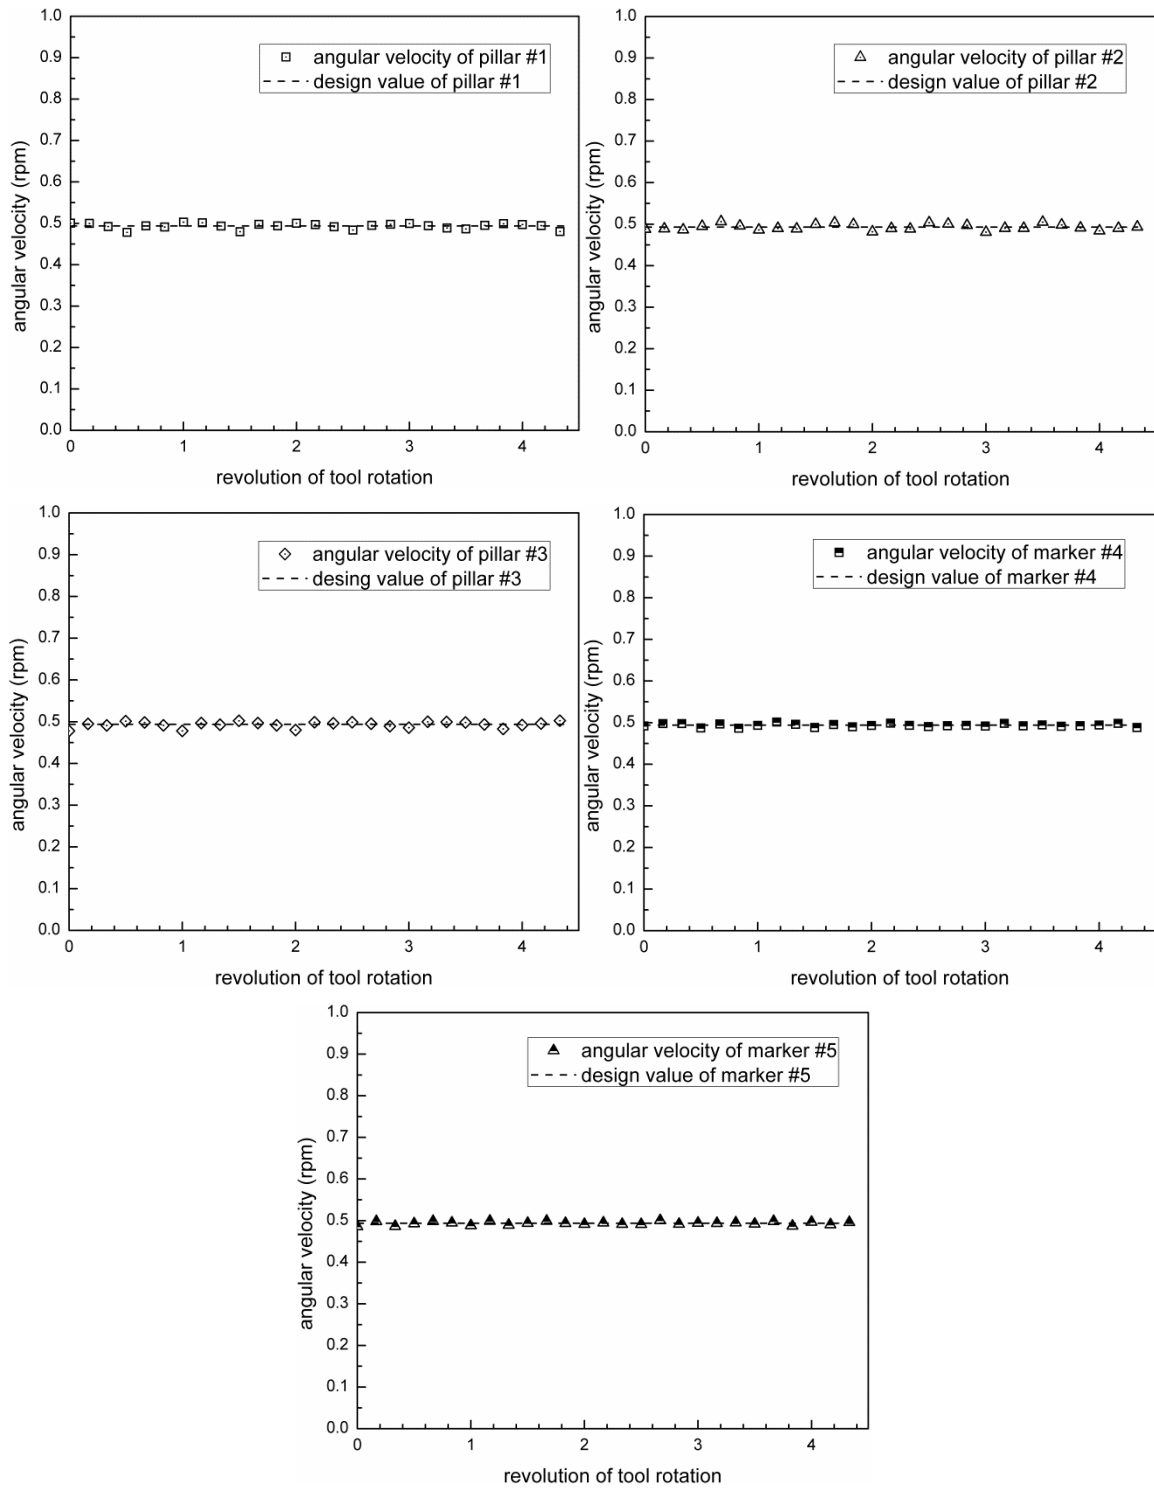 1.0
0.9
0.8
0.7
0.6
0.5
0.4
0.3
0.2
0.1
0.0
angular velocity (rpm)
angular velocity of pillar #1
design value of pillar #1
0 1 2 3 4
revolution of tool rotation
1.0
0.9
0.8
0.7
0.6
0.5
0.4
0.3
0.2
0.1
0.0
angular velocity (rpm)
angular velocity of pillar #2
design value of pillar #2
0 1 2 3 4
revolution of tool rotation
1.0
0.9
0.8
0.7
0.6
0.5
0.4
0.3
0.2
0.1
0.0
angular velocity (rpm)
angular velocity of pillar #3
desing value of pillar #3
0 1 2 3 4
revolution of tool rotation
1.0
0.9
0.8
0.7
0.6
0.5
0.4
0.3
0.2
0.1
0.0
angular velocity (rpm)
angular velocity of marker #4
design value of marker #4
0 1 2 3 4
revolution of tool rotation
1.0
0.9
0.8
0.7
0.6
0.5
0.4
0.3
0.2
0.1
0.0
angular velocity (rpm)
angular velocity of marker #5
design value of marker #5
0 1 2 3 4
revolution of tool rotation